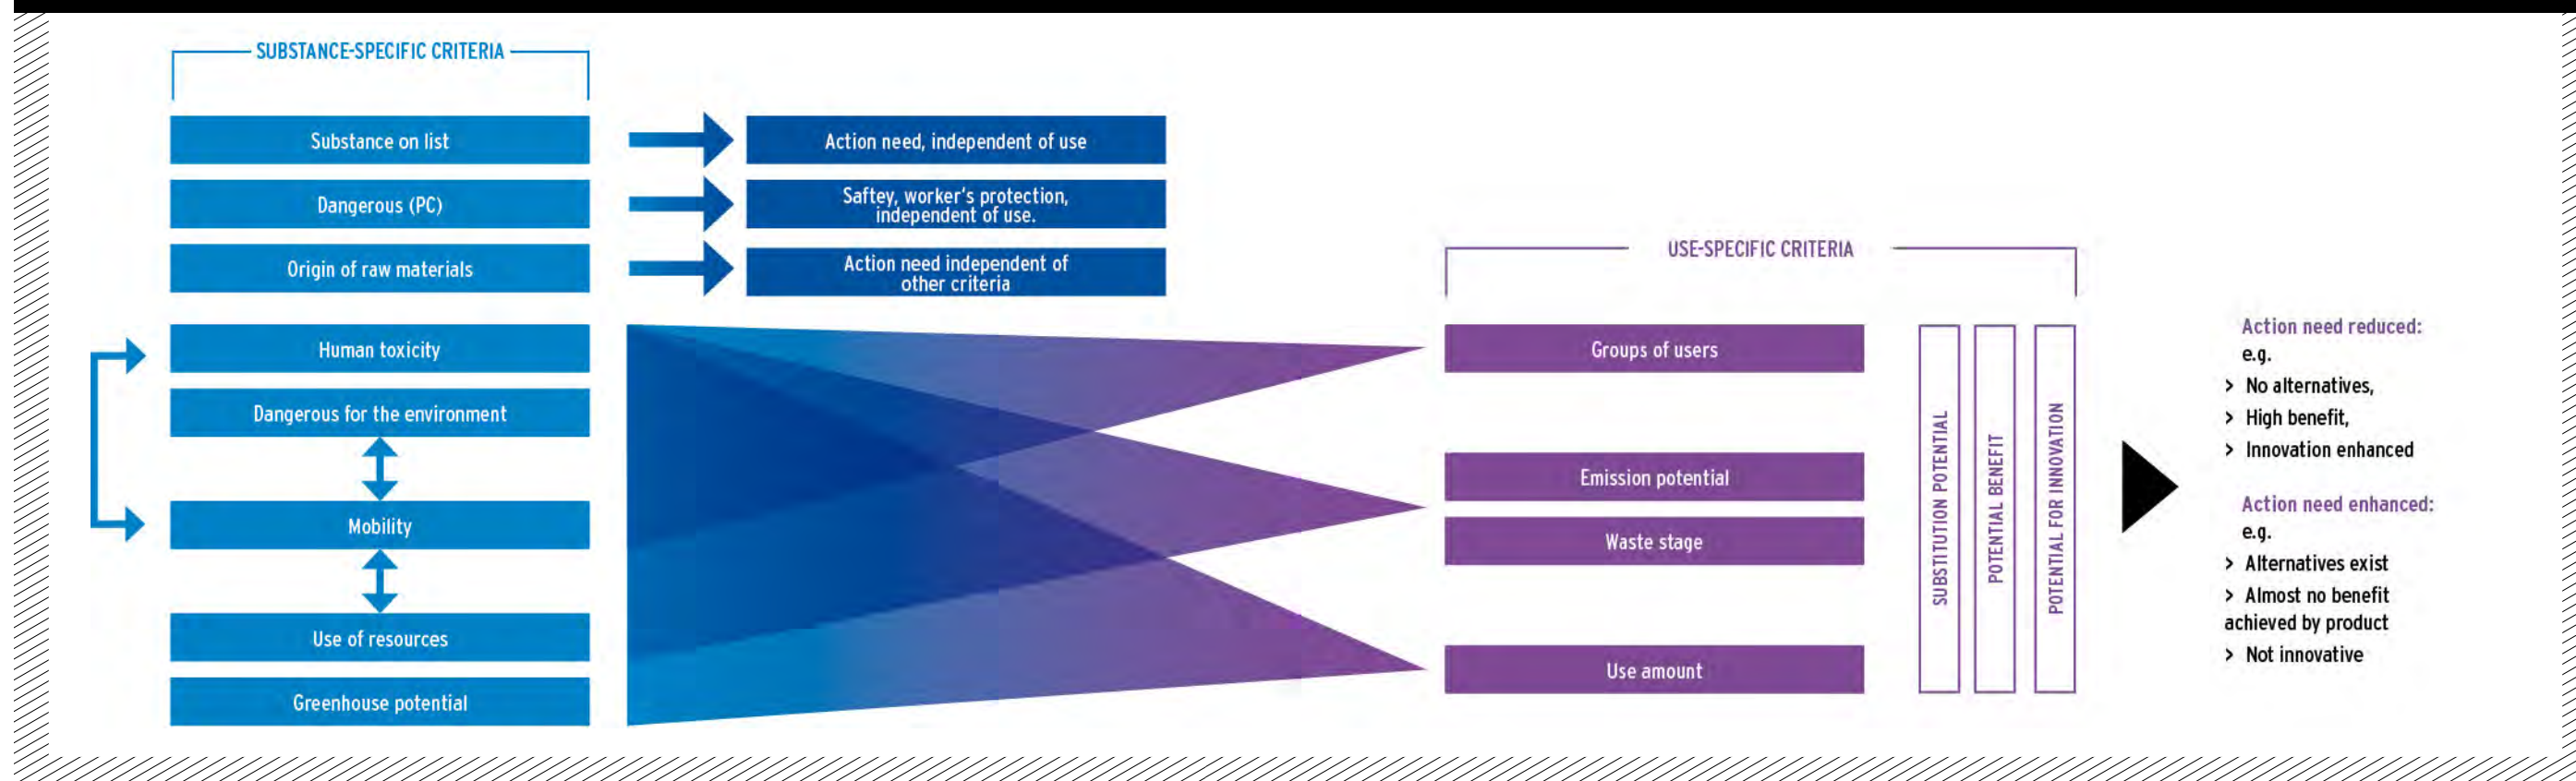 SUBSTANCE-SPECIFIC CRITERIA
Substance on list
Action need, independent of use
Dangerous (PC)
Saftey, worker's protection,
independent of use.
Origin of raw materials
Action need independent of
other criteria
Human toxicity
Dangerous for the environment
Mobility
Use of resources
Greenhouse potential
USE-SPECIFIC CRITERIA
Groups of users
Emission potential
Waste stage
Use amount
SUBSTITUTION POTENTIAL
POTENTIAL BENEFIT
POTENTIAL FOR INNOVATION
Action need reduced:
e.g.
> No alternatives,
> High benefit,
> Innovation enhanced
Action need enhanced:
e.g.
> Alternatives exist
> Almost no benefit
achieved by product
> Not innovative